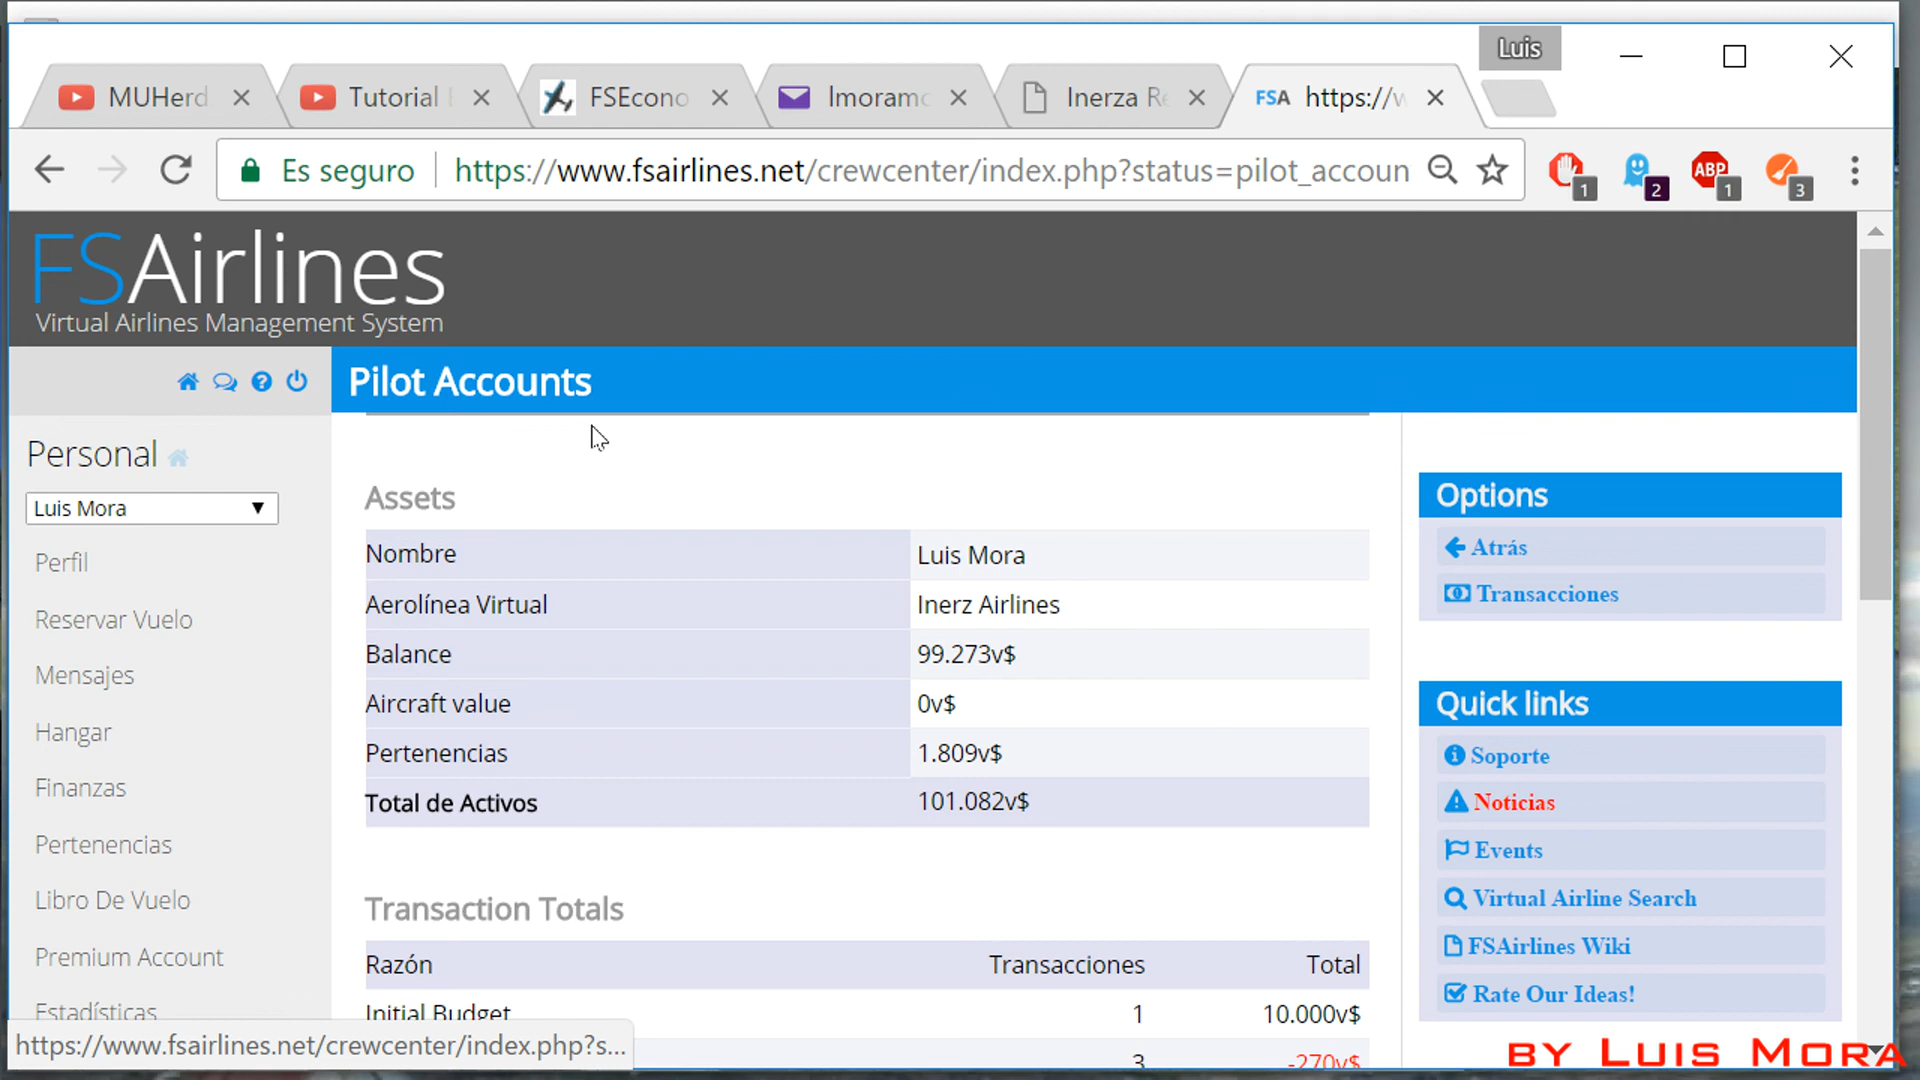 Luis
MUHerd
Tutorial
FSEcono
lmoramo
Inerza Re
FSA https://w
Es seguro
https://www.fsairlines.net/crewcenter/index.php?status=pilot_accoun
1
2
ABP
1
3
FSAirlines
Virtual Airlines Management System
Pilot Accounts
Personal
Luis Mora
Perfil
Reservar Vuelo
Mensajes
Hangar
Finanzas
Pertenencias
Libro De Vuelo
Premium Account
Estadísticas
Assets
Nombre Luis Mora
Aerolínea Virtual Inerz Airlines
Balance 99.273v$
Aircraft value 0v$
Pertenencias 1.809v$
Total de Activos 101.082v$
Transaction Totals
Razón Transacciones Total
Initial Budget 1 10.000v$
3 -270v$
Options
Atrás
Transacciones
Quick links
Soporte
Noticias
Events
Virtual Airline Search
FSAirlines Wiki
Rate Our Ideas!
https://www.fsairlines.net/crewcenter/index.php?s...
BY LUIS MORA